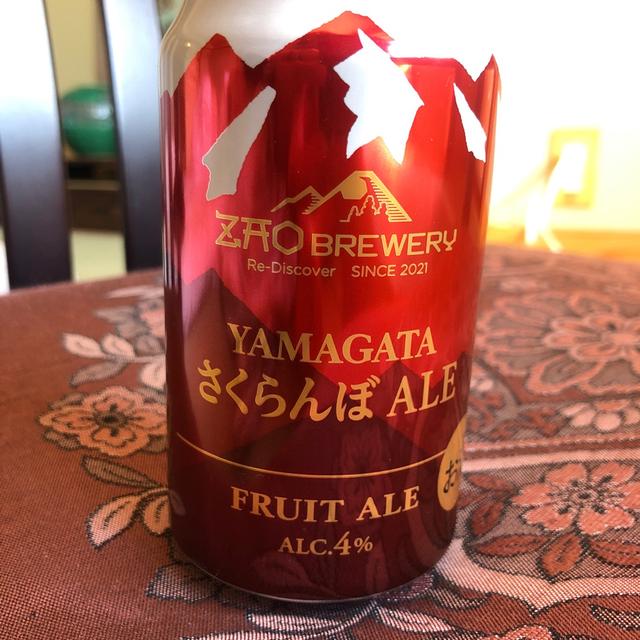 ZAO BREWERY
Re-Discover SINCE 2021
YAMAGATA
さくらんぼ ALE
FRUIT ALE
ALC.4%